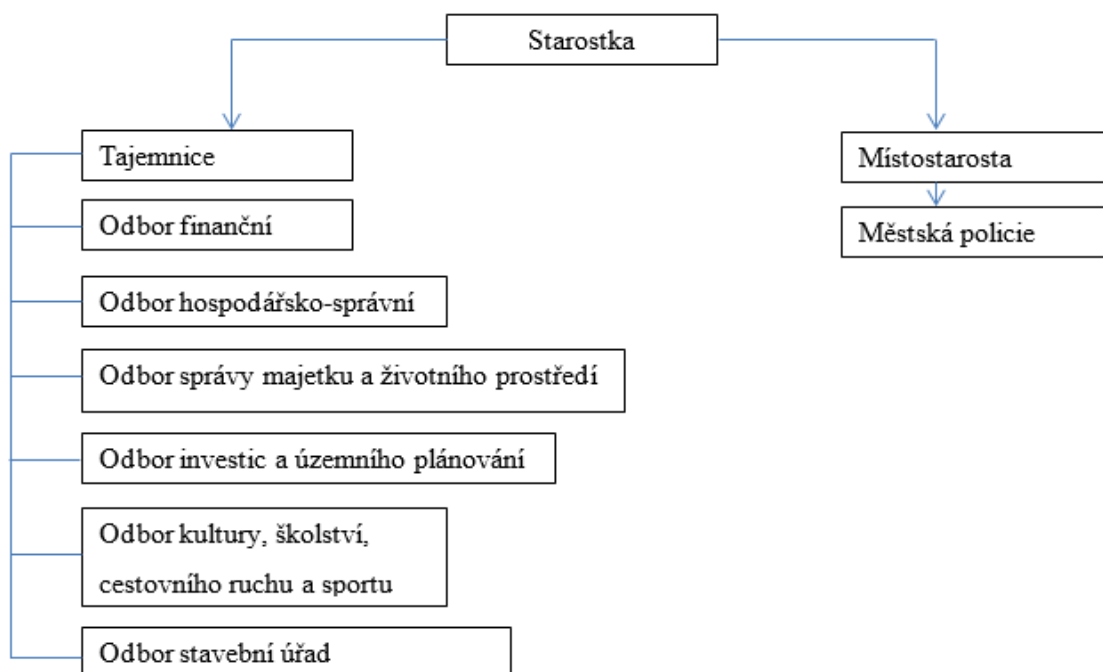 Starostka
Tajemnice
Místostarosta
Odbor finanční
Městská policie
Odbor hospodářsko-správní
Odbor správy majetku a životního prostředí
Odbor investic a územního plánování
Odbor kultury, školství,
cestovního ruchu a sportu
Odbor stavební úřad